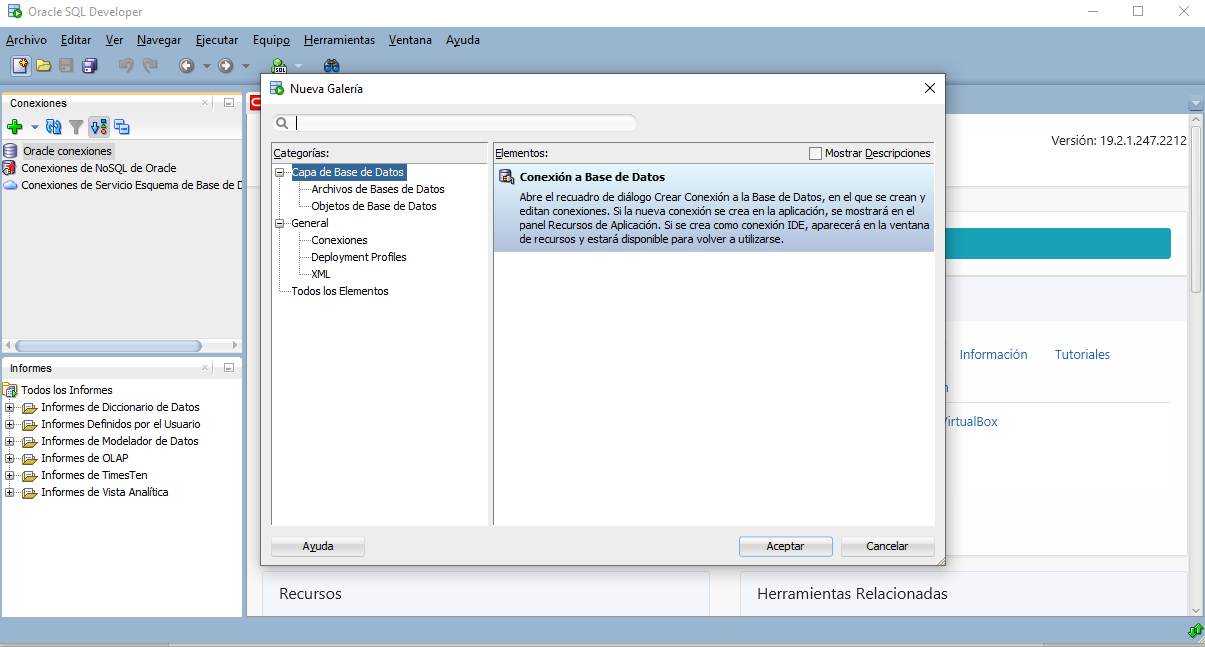 Oracle SQL Developer
Archivo Editar Ver Navegar Ejecutar Equipo Herramientas Ventana Ayuda
SQL
Conexiones
Oracle conexiones
Conexiones de NoSQL de Oracle
Conexiones de Servicio Esquema de Base de D
Informes
Todos los Informes
Informes de Diccionario de Datos
Informes Definidos por el Usuario
Informes de Modelador de Datos
Informes de OLAP
Informes de TimesTen
Informes de Vista Analítica
Nueva Galería
Categorías:
Capa de Base de Datos
Archivos de Bases de Datos
Objetos de Base de Datos
General
Conexiones
Deployment Profiles
XML
Todos los Elementos
Elementos:
Mostrar Descripciones
Conexión a Base de Datos
Abre el recuadro de diálogo Crear Conexión a la Base de Datos, en el que se crean y
editan conexiones. Si la nueva conexión se crea en la aplicación, se mostrará en el
panel Recursos de Aplicación. Si se crea como conexión IDE, aparecerá en la ventana
de recursos y estará disponible para volver a utilizarse.
Ayuda
Aceptar
Cancelar
Versión: 19.2.1.247.2212
Información
Tutoriales
VirtualBox
Recursos
Herramientas Relacionadas